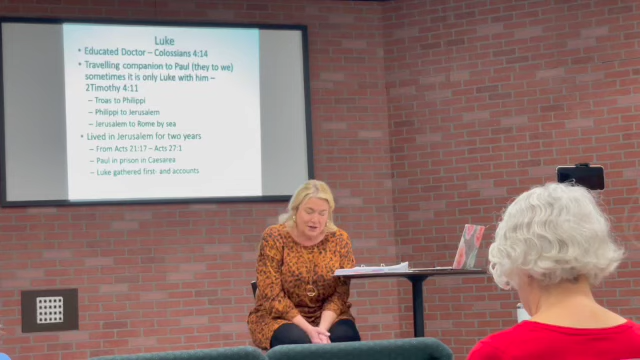 Luke
• Educated Doctor – Colossians 4:14
• Travelling companion to Paul (they to we)
sometimes it is only Luke with him –
2Timothy 4:11
– Troas to Philippi
– Philippi to Jerusalem
– Jerusalem to Rome by sea
• Lived in Jerusalem for two years
– From Acts 21:17 – Acts 27:1
– Paul in prison in Caesarea
– Luke gathered first- and accounts